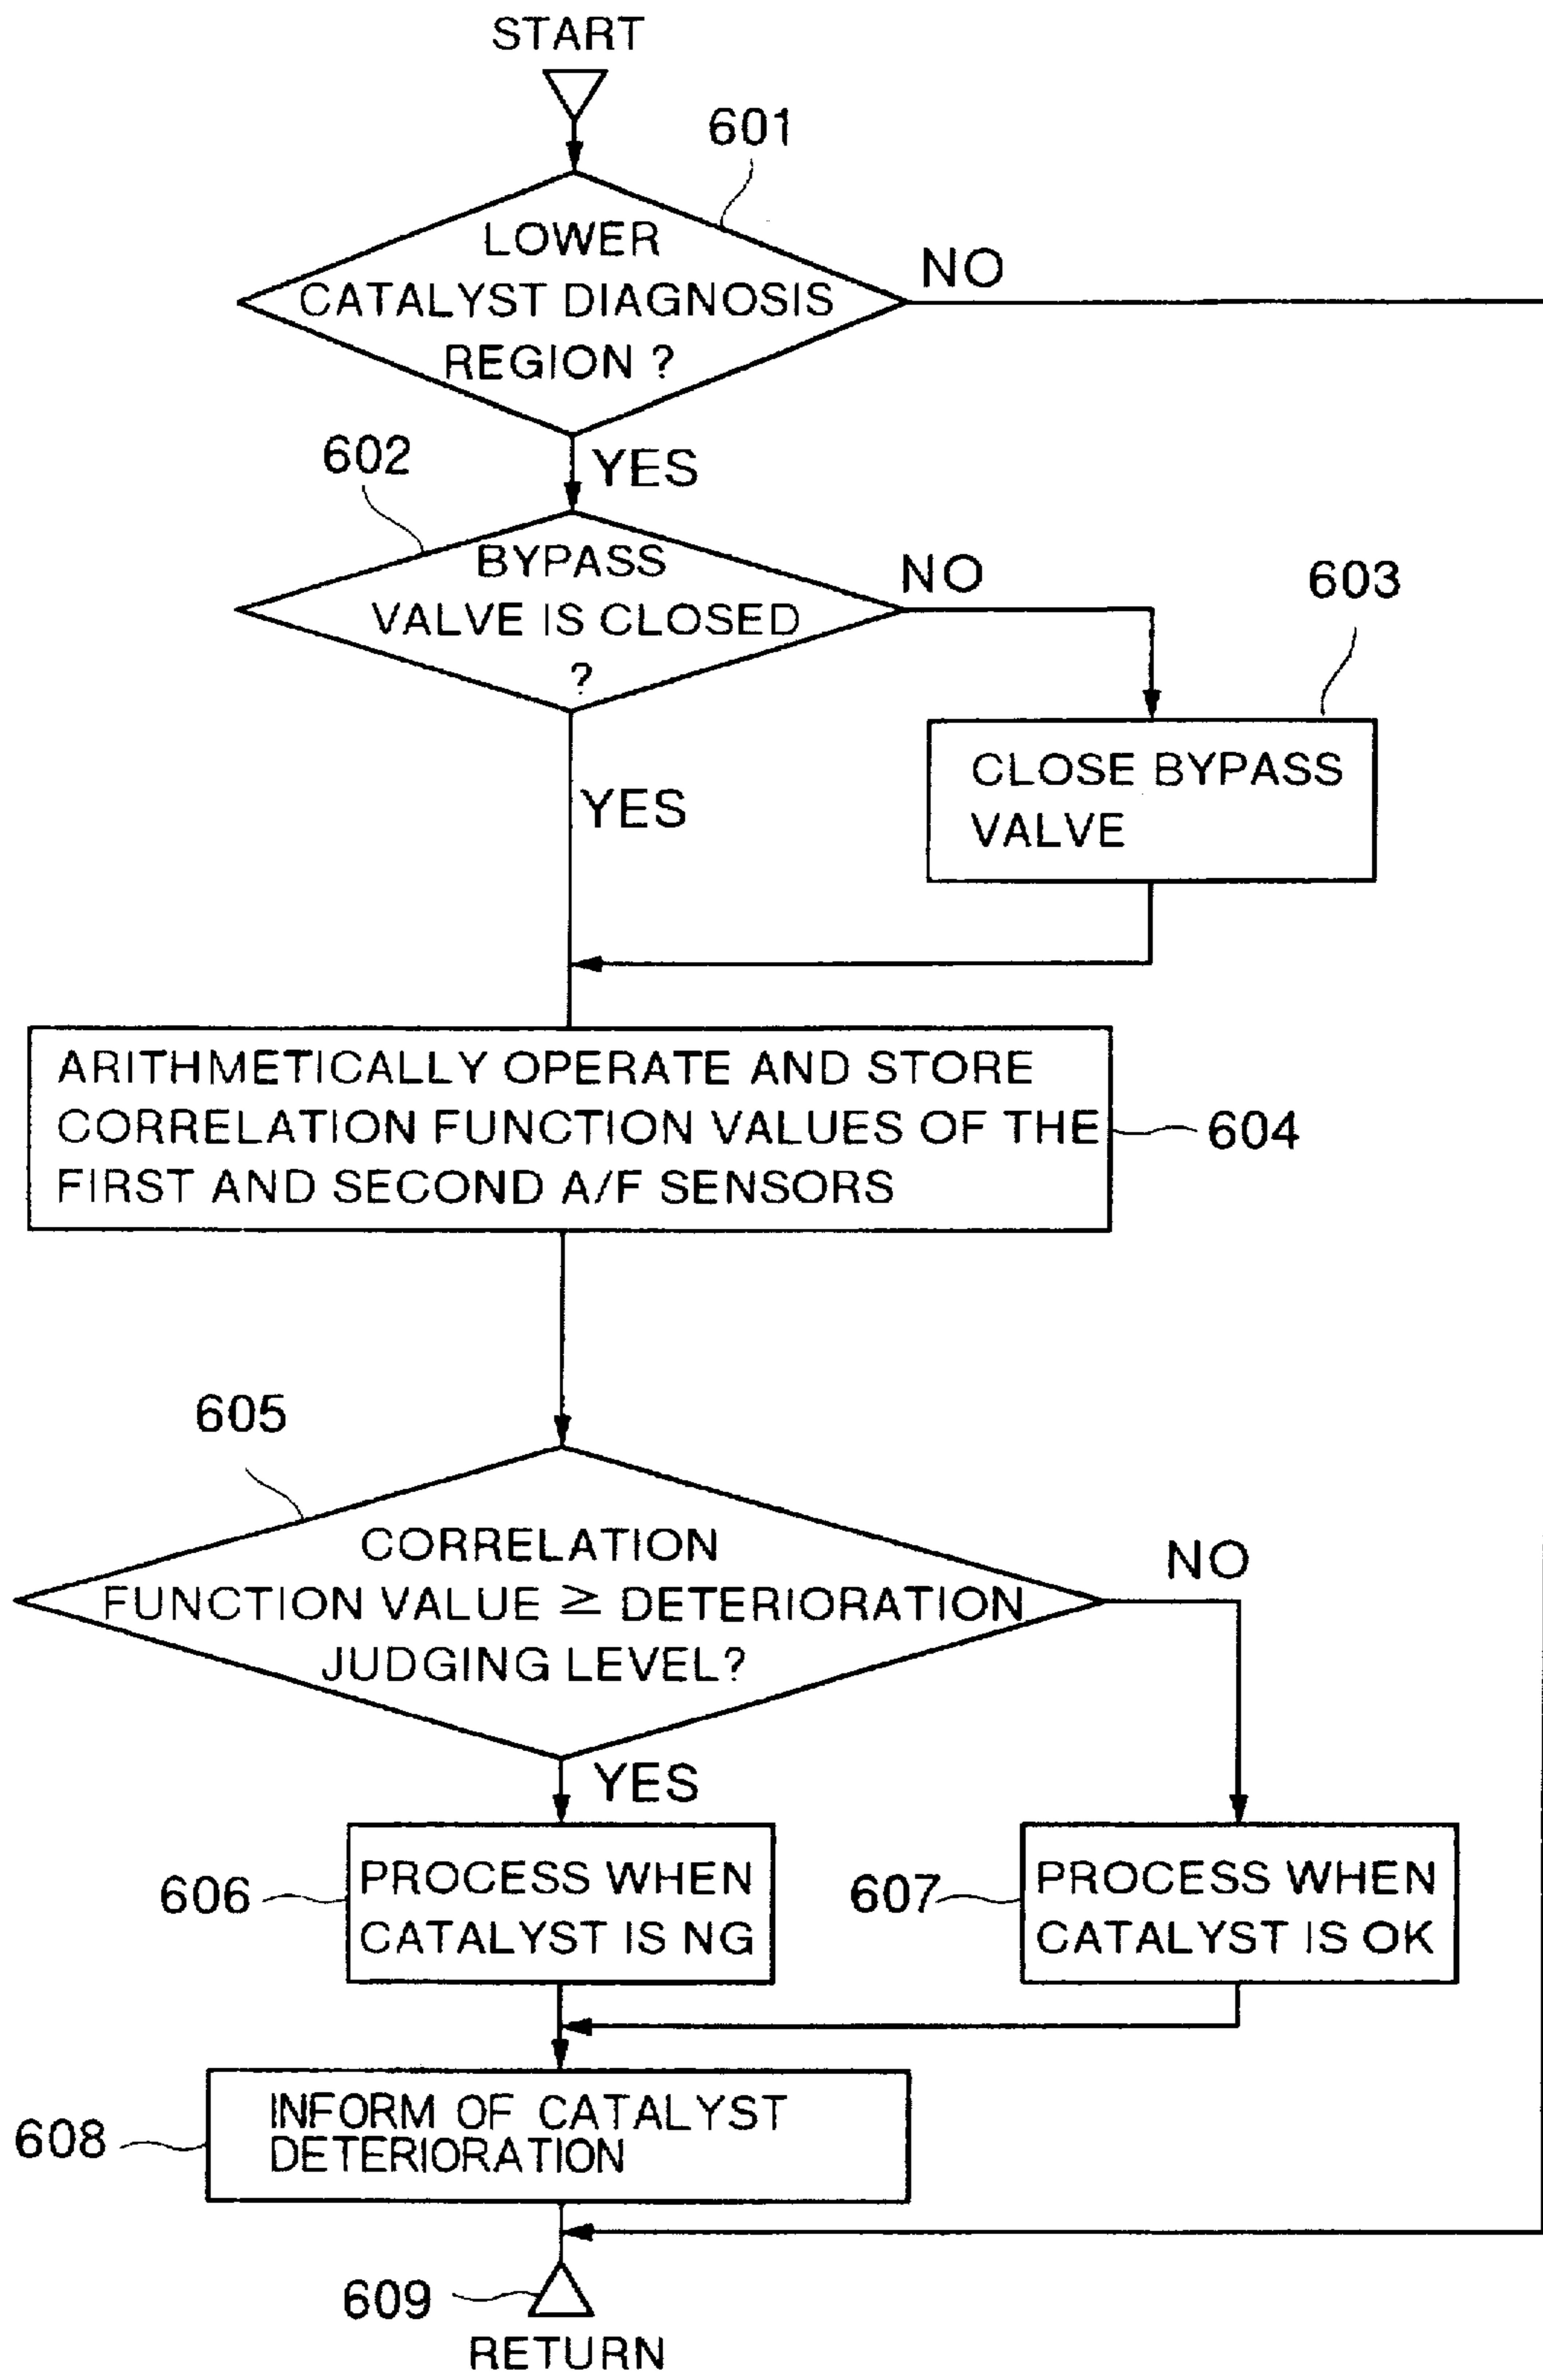 START
601
LOWER
CATALYST DIAGNOSIS
REGION ?
NO
YES
602
BYPASS
VALVE IS CLOSED
?
NO
603
YES
CLOSE BYPASS
VALVE
ARITHMETICALLY OPERATE AND STORE
CORRELATION FUNCTION VALUES OF THE
FIRST AND SECOND A/F SENSORS
604
605
CORRELATION
FUNCTION VALUE ≥ DETERIORATION
JUDGING LEVEL?
NO
YES
606
PROCESS WHEN
CATALYST IS NG
607
PROCESS WHEN
CATALYST IS OK
608
INFORM OF CATALYST
DETERIORATION
609
RETURN